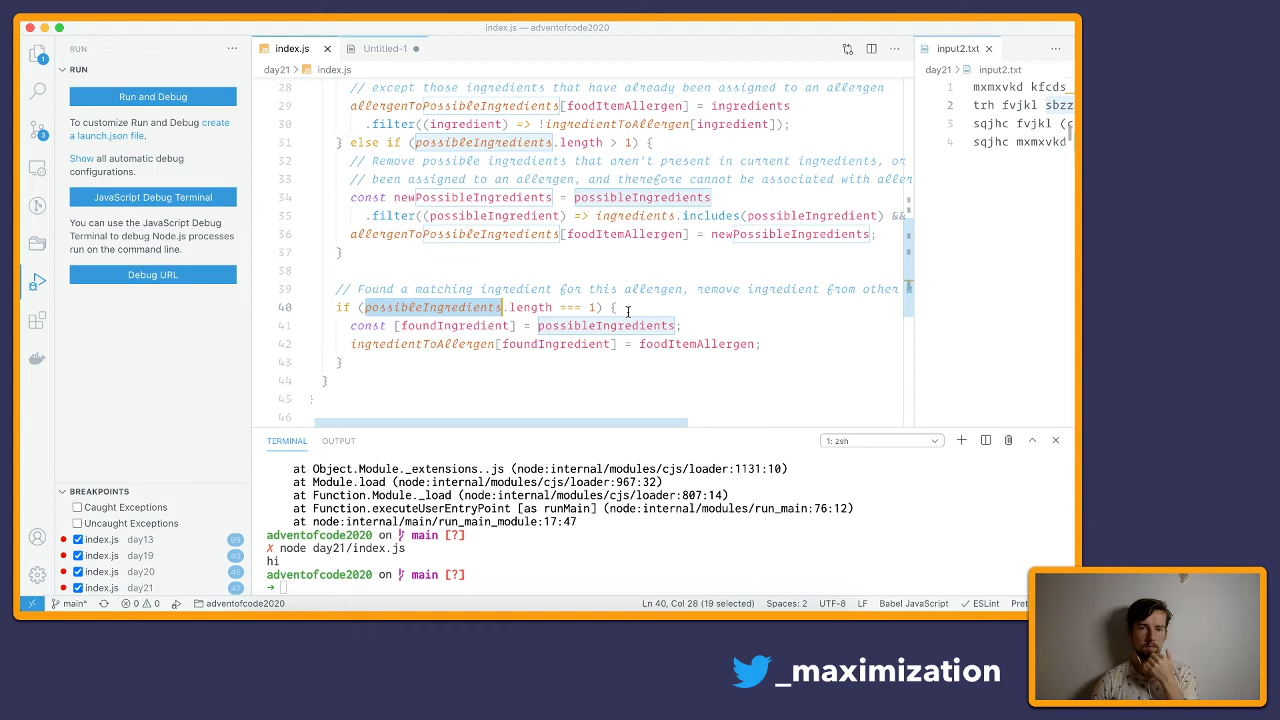 index.js — adventofcode2020
RUN
RUN
Run and Debug
To customize Run and Debug create
a launch.json file.
Show all automatic debug
configurations.
JavaScript Debug Terminal
You can use the JavaScript Debug
Terminal to debug Node.js processes
run on the command line.
Debug URL
BREAKPOINTS
Caught Exceptions
Uncaught Exceptions
index.js day13 99
index.js day19 40
index.js day20 45
index.js day21 47
index.js
Untitled-1
day21 > index.js
28 // except those ingredients that have already been assigned to an allergen
29 allergenToPossibleIngredients[foodItemAllergen] = ingredients
30 .filter((ingredient) => !ingredientToAllergen[ingredient]);
31 } else if (possibleIngredients.length > 1) {
32 // Remove possible ingredients that aren't present in current ingredients, or
33 // been assigned to an allergen, and therefore cannot be associated with aller
34 const newPossibleIngredients = possibleIngredients
35 .filter((possibleIngredient) => ingredients.includes(possibleIngredient) &&
36 allergenToPossibleIngredients[foodItemAllergen] = newPossibleIngredients;
37 }
38
39 // Found a matching ingredient for this allergen, remove ingredient from other
40 if (possibleIngredients.length === 1) {
41 const [foundIngredient] = possibleIngredients;
42 ingredientToAllergen[foundIngredient] = foodItemAllergen;
43 }
44 }
45
46
input2.txt
day21 > input2.txt
1 mxmxvkd kfcds
2 trh fvjkl sbzz
3 sqjhc fvjkl (c
4 sqjhc mxmxvkd
TERMINAL OUTPUT
1: zsh
at Object.Module._extensions..js (node:internal/modules/cjs/loader:1131:10)
at Module.load (node:internal/modules/cjs/loader:967:32)
at Function.Module._load (node:internal/modules/cjs/loader:807:14)
at Function.executeUserEntryPoint [as runMain] (node:internal/modules/run_main:76:12)
at node:internal/main/run_main_module:17:47
adventofcode2020 on main [?]
✗ node day21/index.js
hi
adventofcode2020 on main [?]
➜
main* 0 0 adventofcode2020 Ln 40, Col 28 (19 selected) Spaces: 2 UTF-8 LF Babel JavaScript ESLint Pret
_maximization